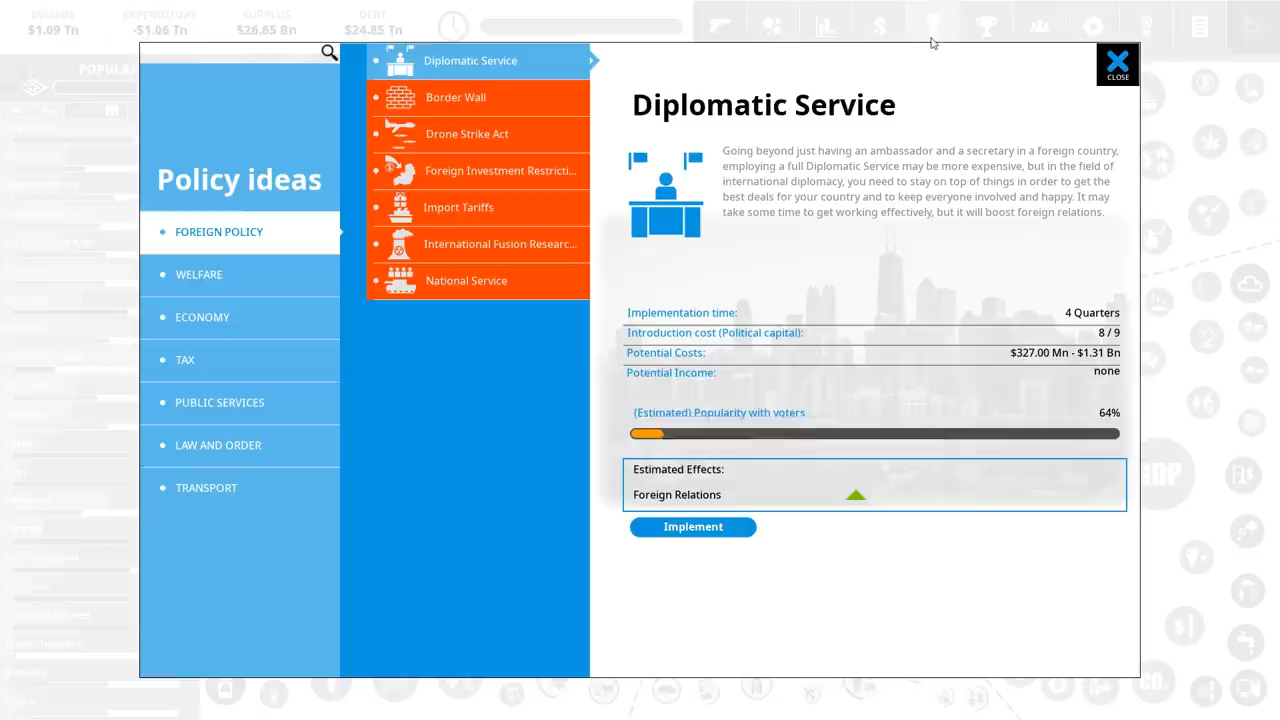 INCOME
EXPENDITURE
SURPLUS
DEBT
$1.09 Tn
-$1.06 Tn
$26.65 Bn
$24.85 Tn
CLOSE
Policy ideas
FOREIGN POLICY
WELFARE
ECONOMY
TAX
PUBLIC SERVICES
LAW AND ORDER
TRANSPORT
Diplomatic Service
Border Wall
Drone Strike Act
Foreign Investment Restricti...
Import Tariffs
International Fusion Researc...
National Service
Diplomatic Service
Going beyond just having an ambassador and a secretary in a foreign country,
employing a full Diplomatic Service may be more expensive, but in the field of
international diplomacy, you need to stay on top of things in order to get the
best deals for your country and to keep everyone involved and happy. It may
take some time to get working effectively, but it will boost foreign relations.
Implementation time: 4 Quarters
Introduction cost (Political capital): 8 / 9
Potential Costs: $327.00 Mn - $1.31 Bn
Potential Income: none
(Estimated) Popularity with voters 64%
Estimated Effects:
Foreign Relations
Implement
GDP